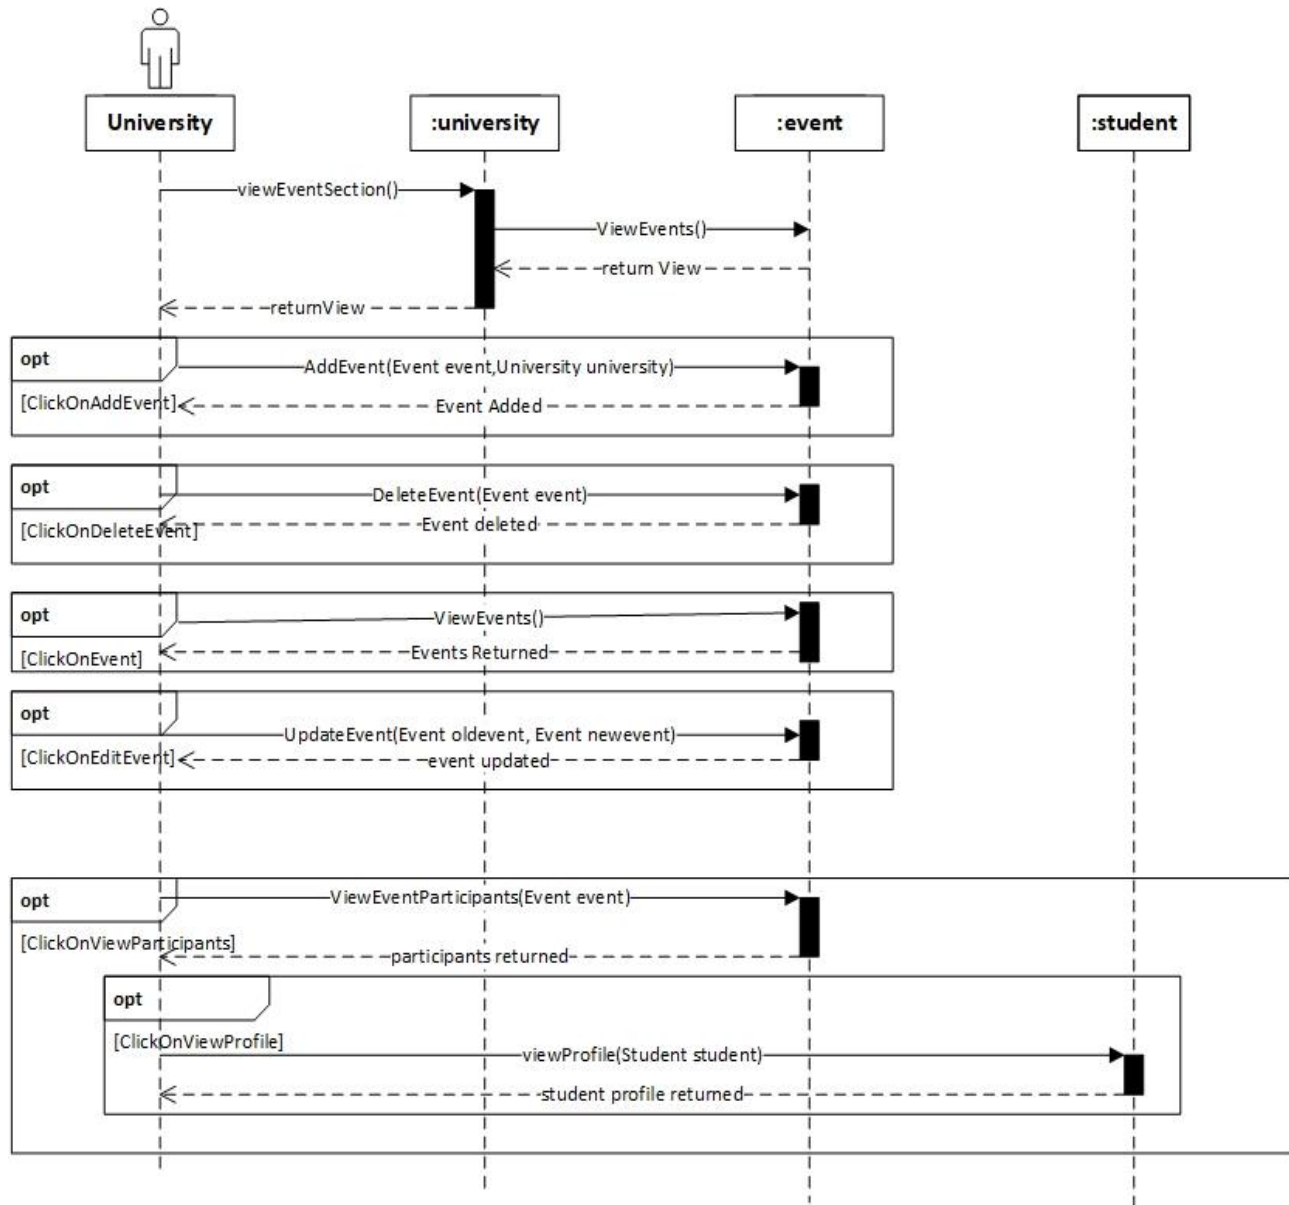 University
:university
:event
:student
viewEventSection()
ViewEvents()
return View
returnView
opt
AddEvent(Event event,University university)
[ClickOnAddEvent]
Event Added
opt
DeleteEvent(Event event)
[ClickOnDeleteEvent]
Event deleted
opt
ViewEvents()
[ClickOnEvent]
Events Returned
opt
UpdateEvent(Event oldevent, Event newevent)
[ClickOnEditEvent]
event updated
opt
ViewEventParticipants(Event event)
[ClickOnViewParticipants]
participants returned
opt
[ClickOnViewProfile]
viewProfile(Student student)
student profile returned